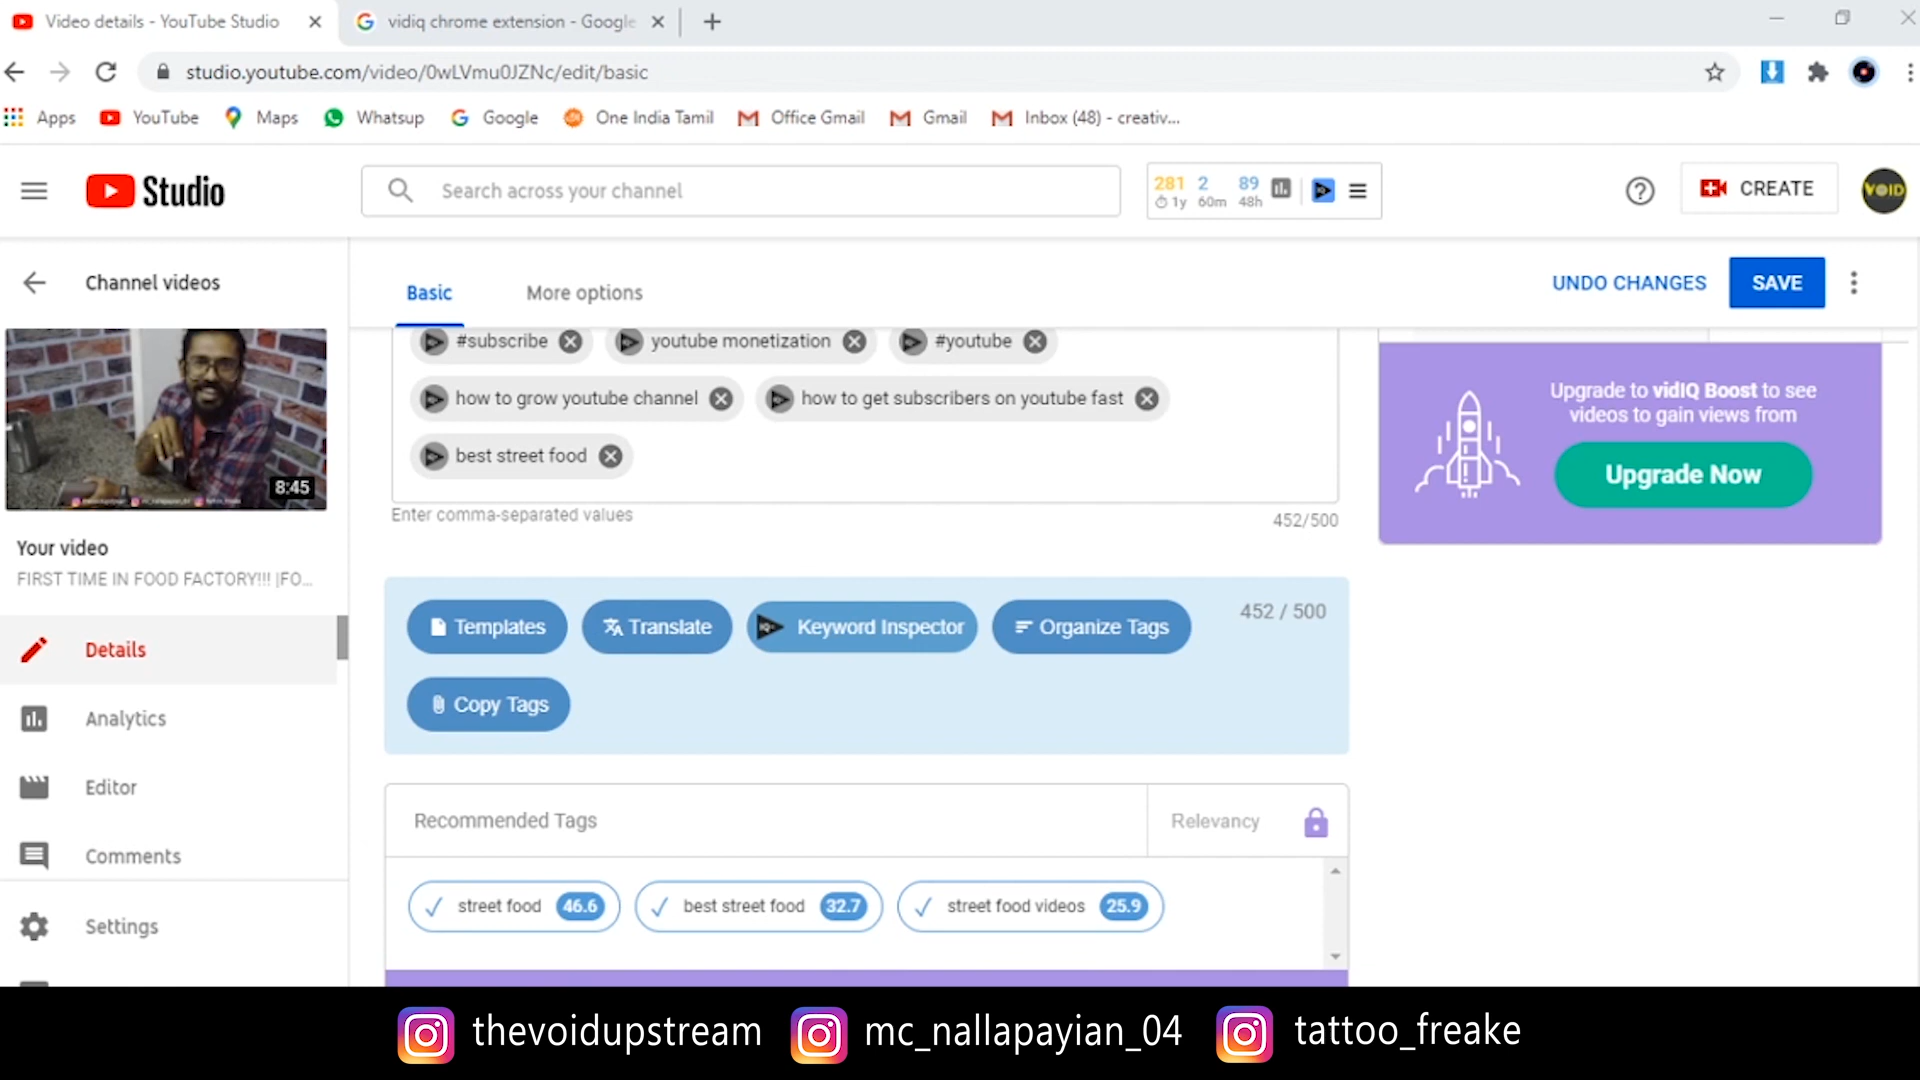 Video details - YouTube Studio
vidiq chrome extension - Google
studio.youtube.com/video/0wLVmu0JZNc/edit/basic
Apps YouTube Maps Whatsup Google One India Tamil Office Gmail Gmail Inbox (48) - creativ...
Studio
Search across your channel
281 2 89
1y 60m 48h
CREATE
VOID
Channel videos
Basic More options
UNDO CHANGES SAVE
#subscribe youtube monetization #youtube
how to grow youtube channel how to get subscribers on youtube fast
best street food
Enter comma-separated values
452/500
Upgrade to vidIQ Boost to see
videos to gain views from
Upgrade Now
8:45
Your video
FIRST TIME IN FOOD FACTORY!!! |FO...
Details
Analytics
Editor
Comments
Settings
Templates Translate Keyword Inspector Organize Tags
452 / 500
Copy Tags
Recommended Tags
Relevancy
street food 46.6 best street food 32.7 street food videos 25.9
thevoidupstream mc_nallapayian_04 tattoo_freake